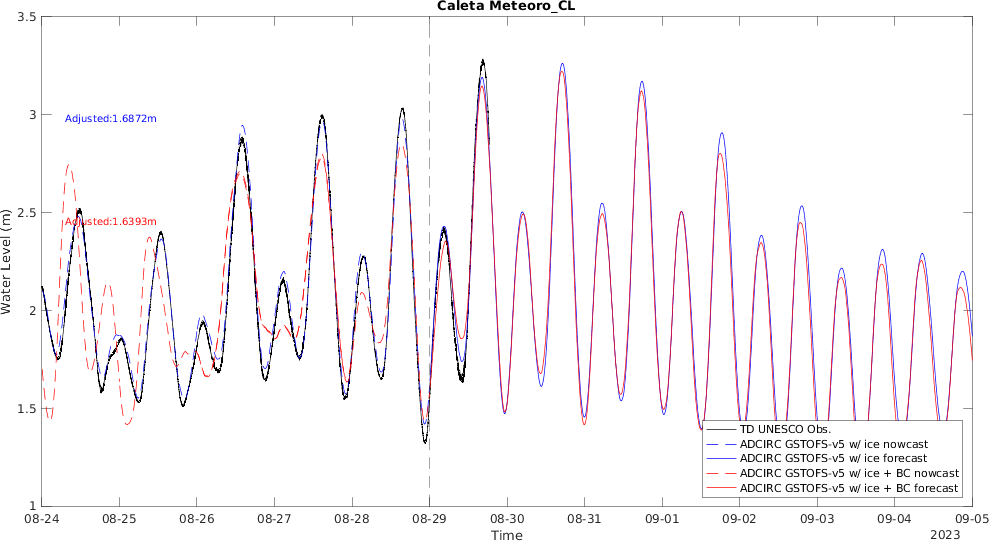 Caleta Meteoro_CL
3.5
3
2.5
2
1.5
1
Water Level (m)
Adjusted:1.6872m
Adjusted:1.6393m
TD UNESCO Obs.
ADCIRC GSTOFS-v5 w/ ice nowcast
ADCIRC GSTOFS-v5 w/ ice forecast
ADCIRC GSTOFS-v5 w/ ice + BC nowcast
ADCIRC GSTOFS-v5 w/ ice + BC forecast
08-24 08-25 08-26 08-27 08-28 08-29 08-30 08-31 09-01 09-02 09-03 09-04 09-05
Time
2023